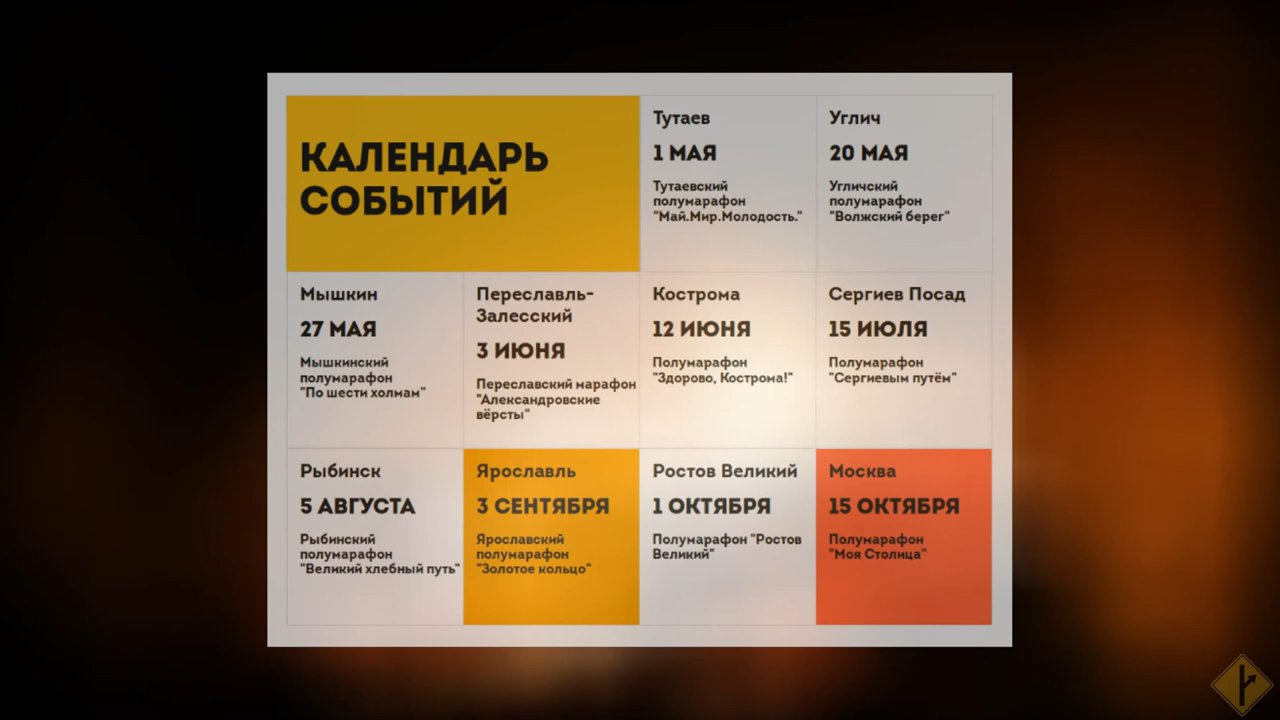 КАЛЕНДАРЬ
СОБЫТИЙ
Тутаев
1 МАЯ
Тутаевский
полумарафон
"Май.Мир.Молодость."
Углич
20 МАЯ
Угличский
полумарафон
"Волжский берег"
Мышкин
27 МАЯ
Мышкинский
полумарафон
"По шести холмам"
Переславль-
Залесский
3 ИЮНЯ
Переславский марафон
"Александровские
вёрсты"
Кострома
12 ИЮНЯ
Полумарафон
"Здорово, Кострома!"
Сергиев Посад
15 ИЮЛЯ
Полумарафон
"Сергиевым путём"
Рыбинск
5 АВГУСТА
Рыбинский
полумарафон
"Великий хлебный путь"
Ярославль
3 СЕНТЯБРЯ
Ярославский
полумарафон
"Золотое кольцо"
Ростов Великий
1 ОКТЯБРЯ
Полумарафон "Ростов
Великий"
Москва
15 ОКТЯБРЯ
Полумарафон
"Моя Столица"